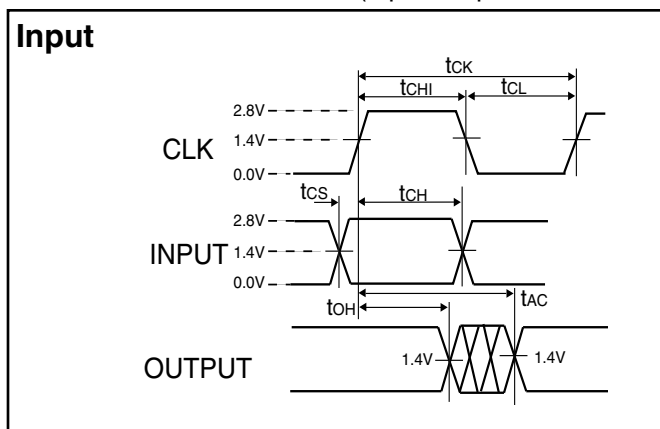 Input
tCK
tCHI tCL
2.8V
CLK 1.4V
0.0V
tCS tCH
2.8V
INPUT 1.4V
0.0V
tOH tAC
OUTPUT 1.4V 1.4V